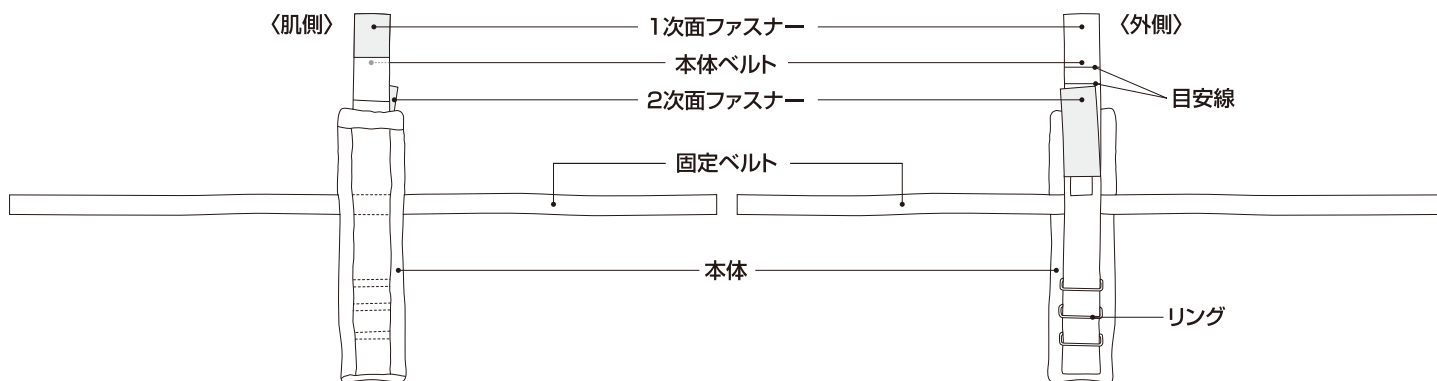 〈肌側〉
1次面ファスナー
〈外側〉
本体ベルト
2次面ファスナー
目安線
固定ベルト
本体
リング